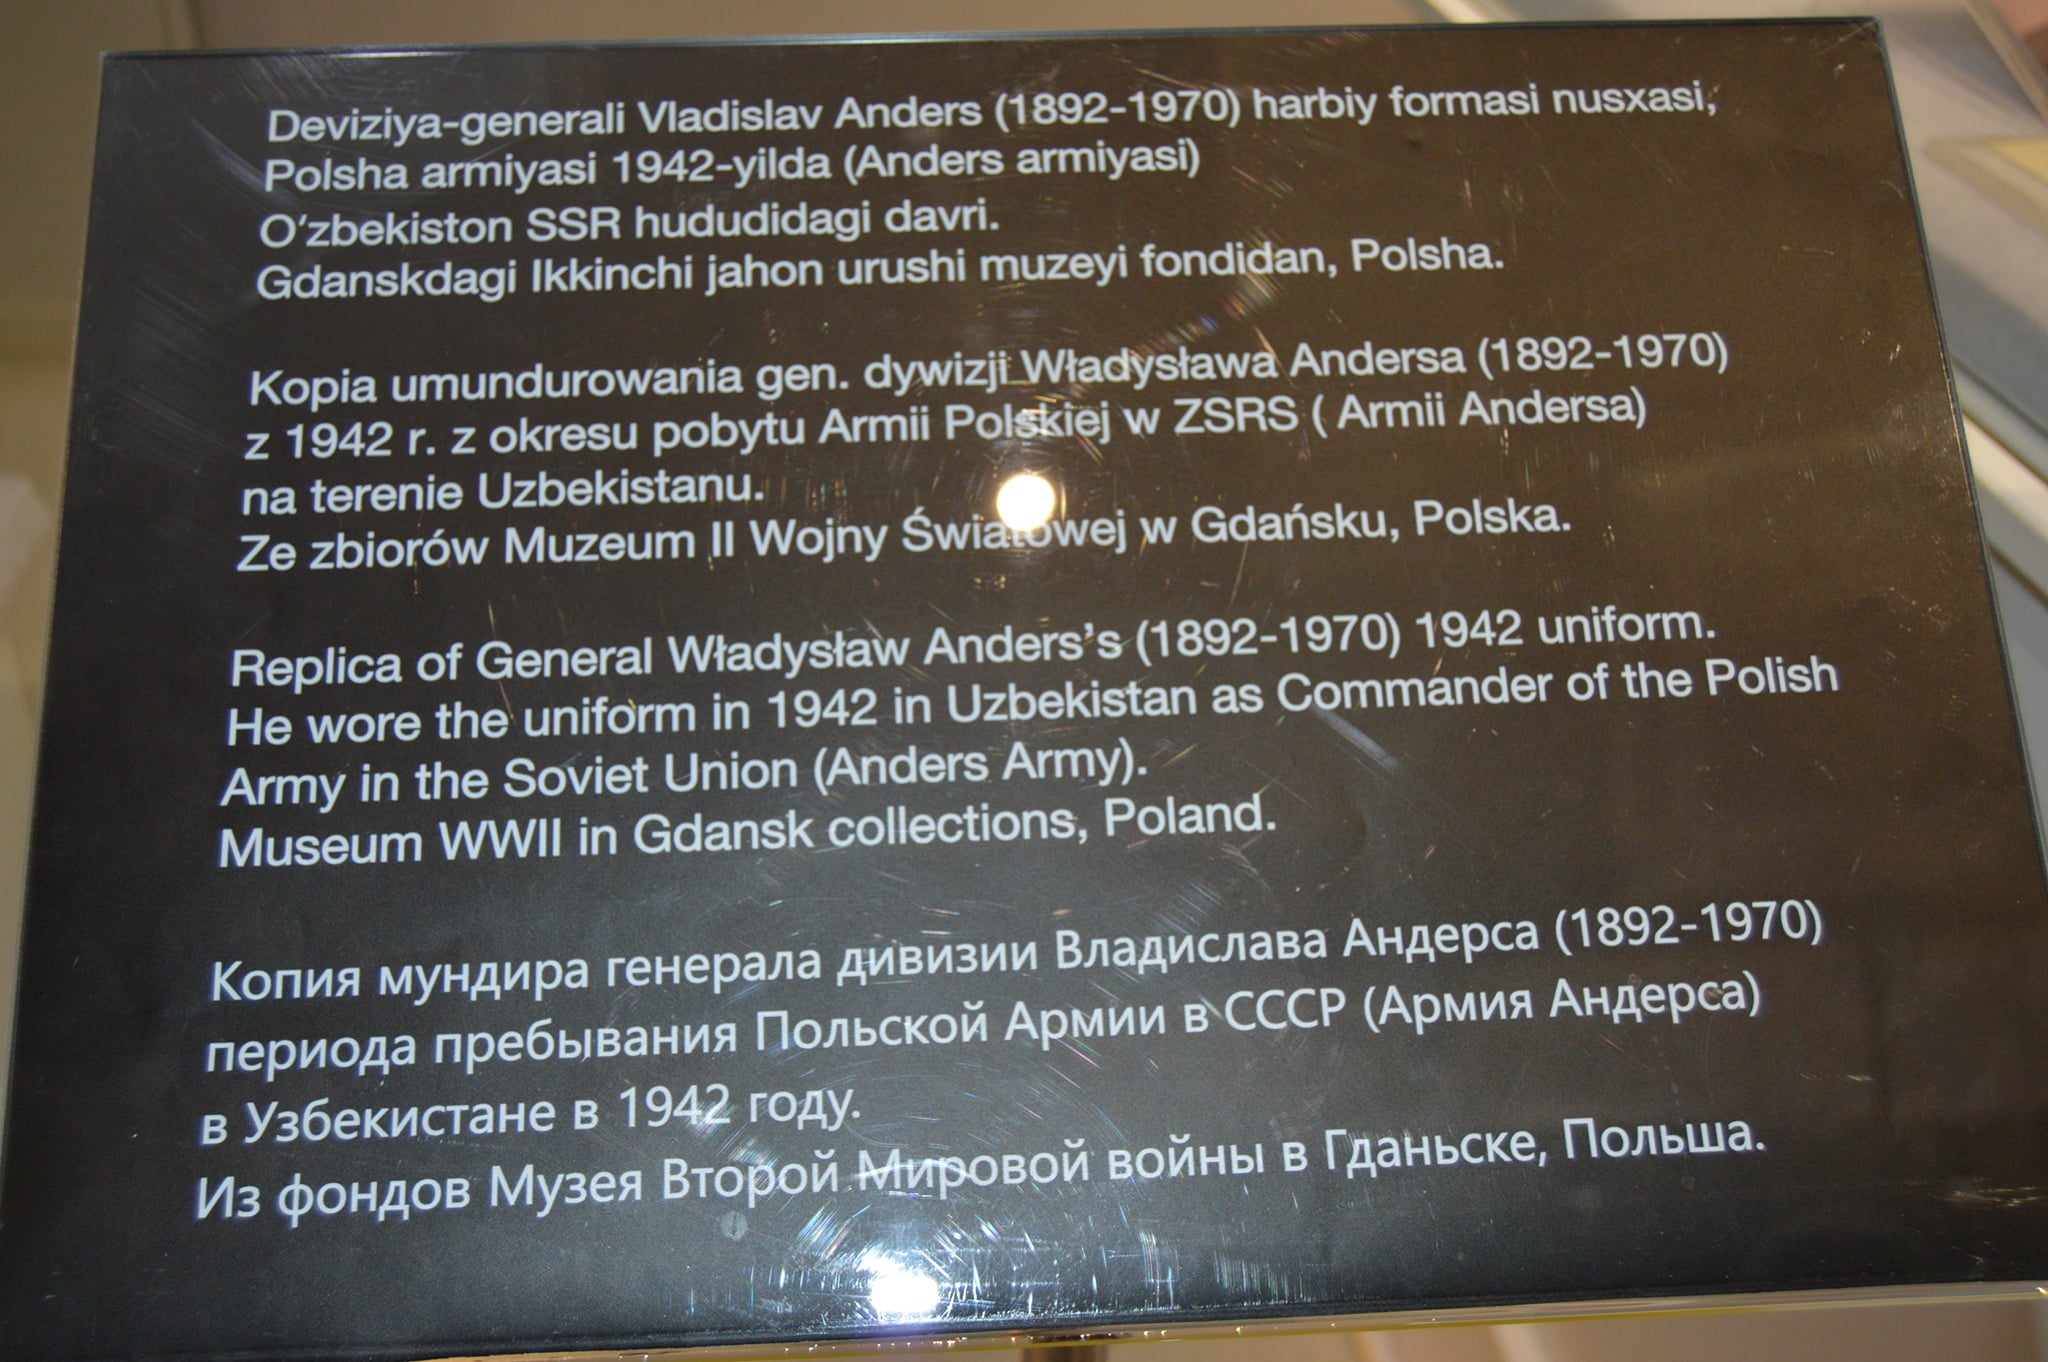 Deviziya-generali Vladislav Anders (1892-1970) harbiy formasi nusxasi,
Polsha armiyasi 1942-yilda (Anders armiyasi)
O‘zbekiston SSR hududidagi davri.
Gdanskdagi Ikkinchi jahon urushi muzeyi fondidan, Polsha.
Kopia umundurowania gen. dywizji Władysława Andersa (1892-1970)
z 1942 r. z okresu pobytu Armii Polskiej w ZSRS ( Armii Andersa)
na terenie Uzbekistanu.
Ze zbiorów Muzeum II Wojny Światowej w Gdańsku, Polska.
Replica of General Władysław Anders’s (1892-1970) 1942 uniform.
He wore the uniform in 1942 in Uzbekistan as Commander of the Polish
Army in the Soviet Union (Anders Army).
Museum WWII in Gdansk collections, Poland.
Копия мундира генерала дивизии Владислава Андерса (1892-1970)
периода пребывания Польской Армии в СССР (Армия Андерса)
в Узбекистане в 1942 году.
Из фондов Музея Второй Мировой войны в Гданьске, Польша.